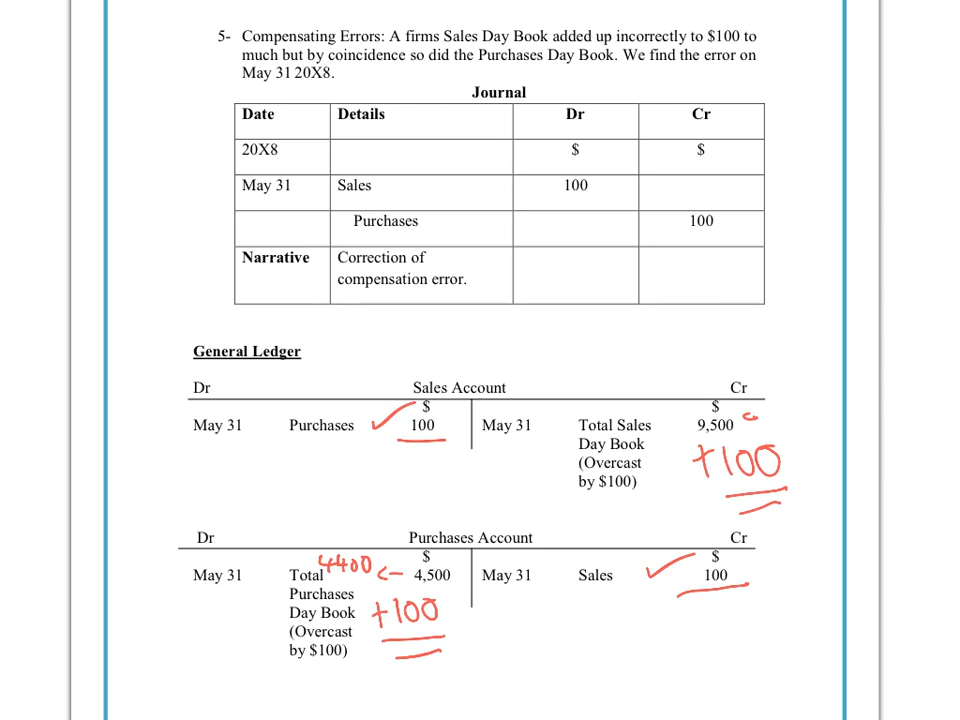 5- Compensating Errors: A firms Sales Day Book added up incorrectly to $100 to
much but by coincidence so did the Purchases Day Book. We find the error on
May 31 20X8.
Journal
Date Details Dr Cr
20X8 $ $
May 31 Sales 100
Purchases 100
Narrative Correction of
compensation error.
General Ledger
Dr Sales Account Cr
$ $
May 31 Purchases 100 May 31 Total Sales 9,500
Day Book
(Overcast
by $100)
+100
Dr Purchases Account Cr
$ $
4400
May 31 Total 4,500 May 31 Sales 100
Purchases
Day Book +100
(Overcast
by $100)